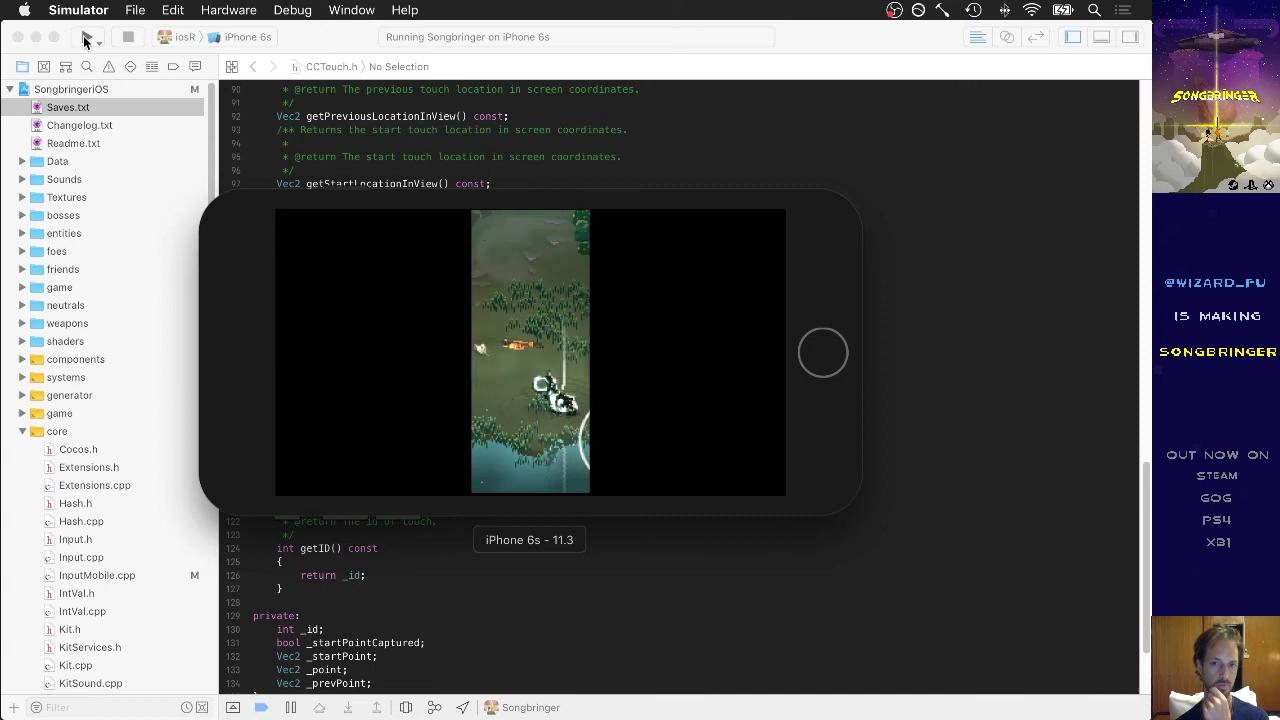 Simulator File Edit Hardware Debug Window Help
iosR › iPhone 6s
Running Songbringer on iPhone 6s
CCTouch.h › No Selection
SongbringeriOS M
Saves.txt
Changelog.txt
Readme.txt
Data
Sounds
Textures
bosses
entities
foes
friends
game
neutrals
weapons
shaders
components
systems
generator
game
core
Cocos.h
Extensions.h
Extensions.cpp
Hash.h
Hash.cpp
Input.h
Input.cpp
InputMobile.cpp M
IntVal.h
IntVal.cpp
Kit.h
KitServices.h
Kit.cpp
KitSound.cpp
Filter
90 * @return The previous touch location in screen coordinates.
91 */
92 Vec2 getPreviousLocationInView() const;
93 /** Returns the start touch location in screen coordinates.
94 *
95 * @return The start touch location in screen coordinates.
96 */
97 Vec2 getStartLocationInView() const;
iPhone 6s - 11.3
122 * @return The id of touch.
123 */
124 int getID() const
125 {
126 return _id;
127 }
128
129 private:
130 int _id;
131 bool _startPointCaptured;
132 Vec2 _startPoint;
133 Vec2 _point;
134 Vec2 _prevPoint;
Songbringer
SONGBRINGER
@WIZARD_FU
IS MAKING
SONGBRINGER
OUT NOW ON
STEAM
GOG
PS4
XB1